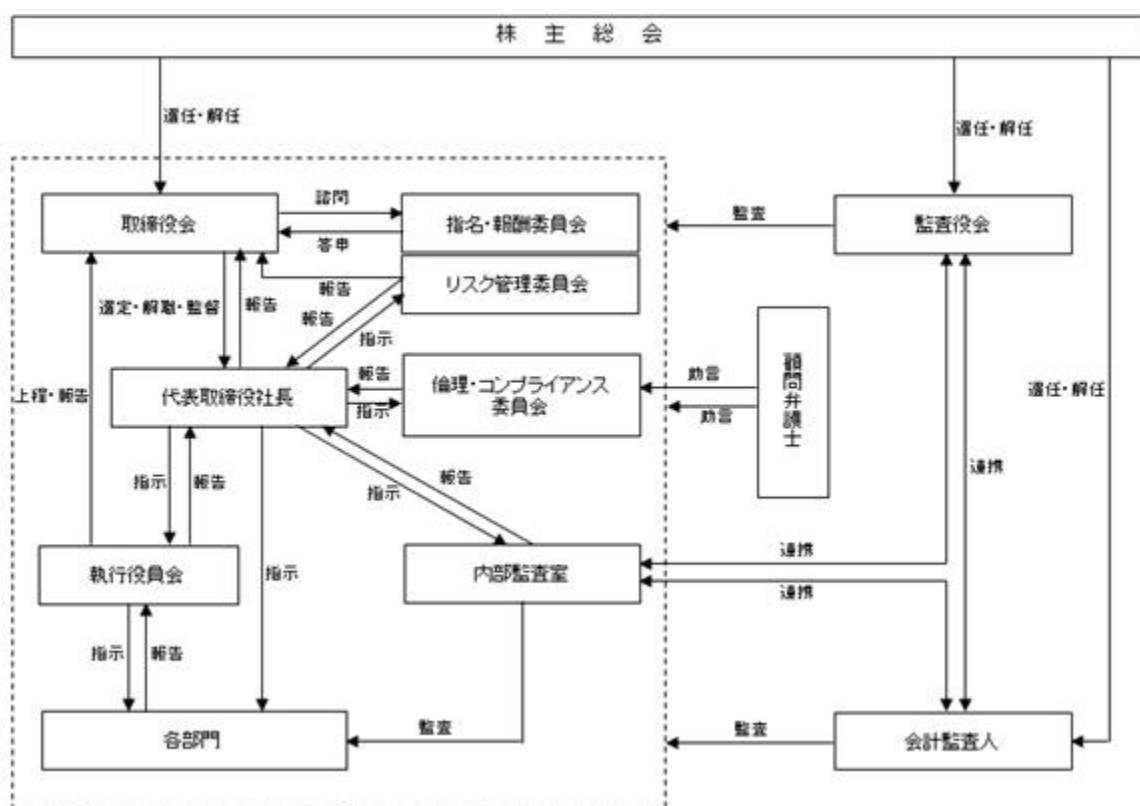 株主総会
選任・解任
選任・解任
諮問
取締役会
指名・報酬委員会
監査
監査役会
答申
報告
リスク管理委員会
選定・解職・監督
報告
報告
指示
顧問弁護士
上程・報告
代表取締役社長
報告
指示
倫理・コンプライアンス
委員会
助言
助言
選任・解任
指示
報告
報告
指示
連携
執行役員会
指示
内部監査室
連携
連携
指示
報告
各部門
監査
監査
会計監査人